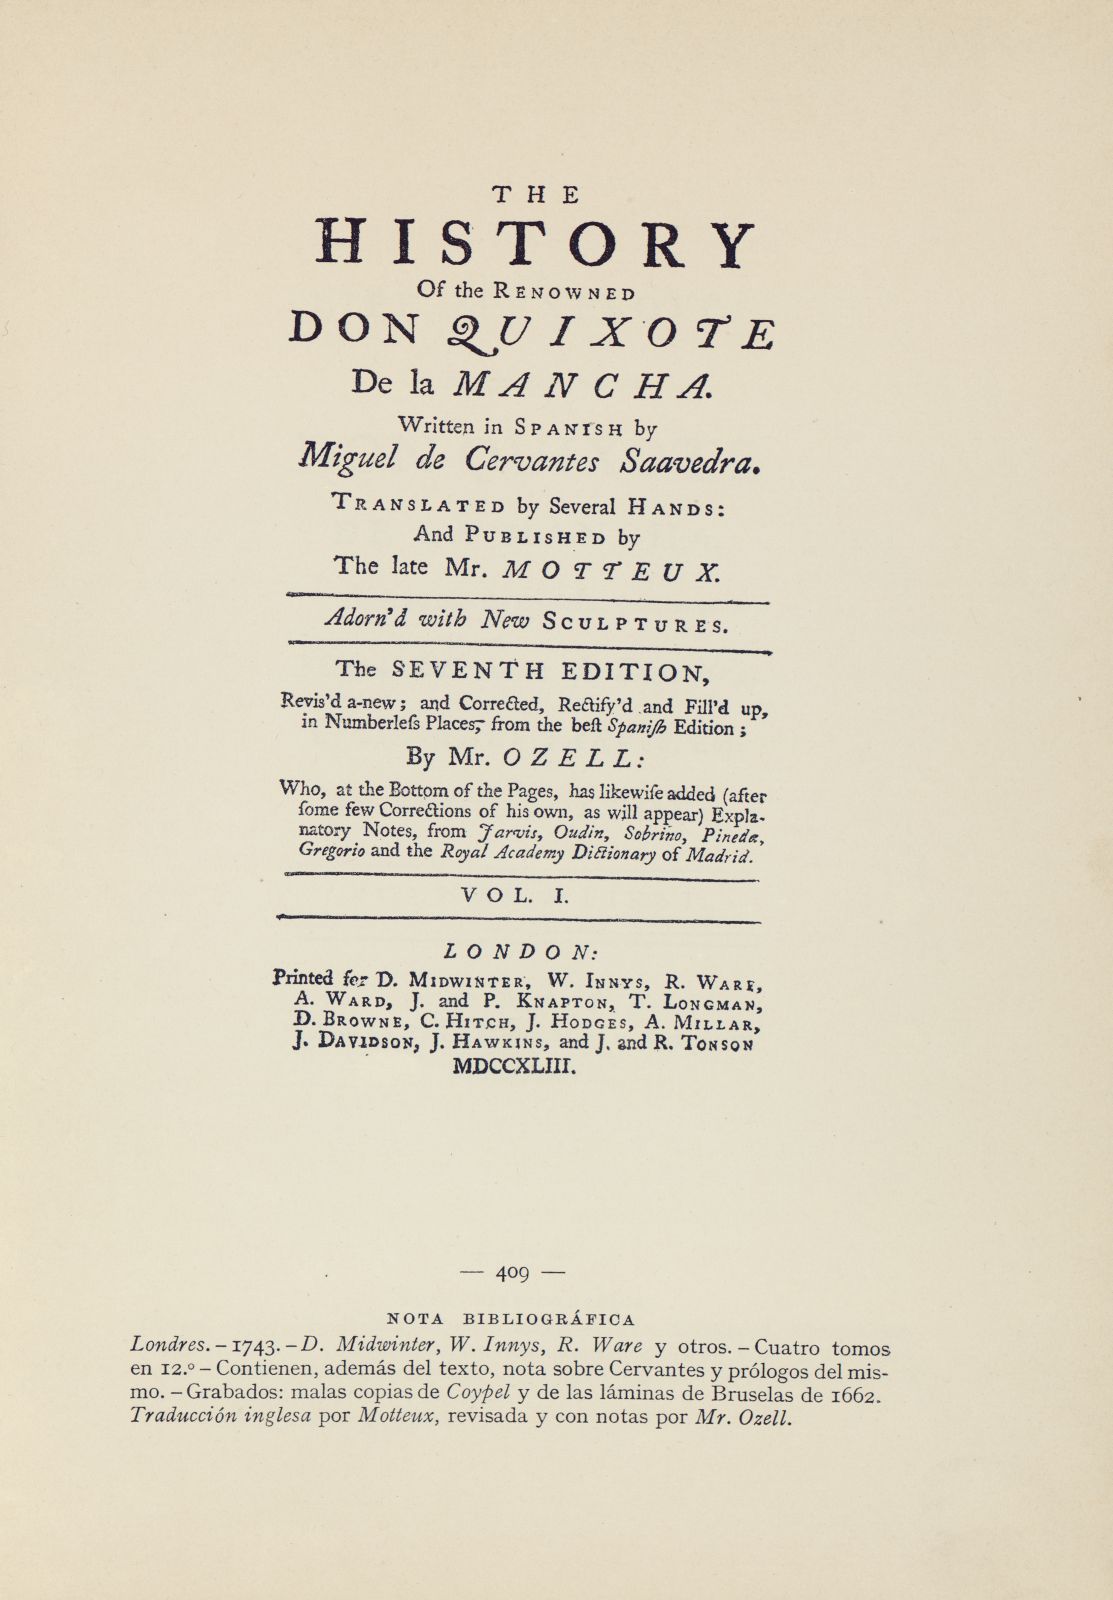 THE
HISTORY
Of the RENOWNED
DON QUIXOTE
De la MANCHA.
Written in SPANISH by
Miguel de Cervantes Saavedra.
TRANSLATED by Several HANDS:
And PUBLISHED by
The late Mr. MOTTEUX.
Adorn'd with New SCULPTURES.
The SEVENTH EDITION,
Revis'd a-new; and Corrected, Rectify'd and Fill'd up,
in Numberleſs Places, from the beſt Spaniſh Edition;
By Mr. OZELL:
Who, at the Bottom of the Pages, has likewiſe added (after
ſome few Corrections of his own, as will appear) Expla-
natory Notes, from Jarvis, Oudin, Sobrino, Pineda,
Gregorio and the Royal Academy Dictionary of Madrid.
VOL. I.
LONDON:
Printed for D. MIDWINTER, W. INNYS, R. WARE,
A. WARD, J. and P. KNAPTON, T. LONGMAN,
D. BROWNE, C. HITCH, J. HODGES, A. MILLAR,
J. DAVIDSON, J. HAWKINS, and J. and R. TONSON
MDCCXLIII.
— 409 —
NOTA BIBLIOGRÁFICA
Londres. – 1743. – D. Midwinter, W. Innys, R. Ware y otros. – Cuatro tomos
en 12.º – Contienen, además del texto, nota sobre Cervantes y prólogos del mis-
mo. – Grabados: malas copias de Coypel y de las láminas de Bruselas de 1662.
Traducción inglesa por Motteux, revisada y con notas por Mr. Ozell.